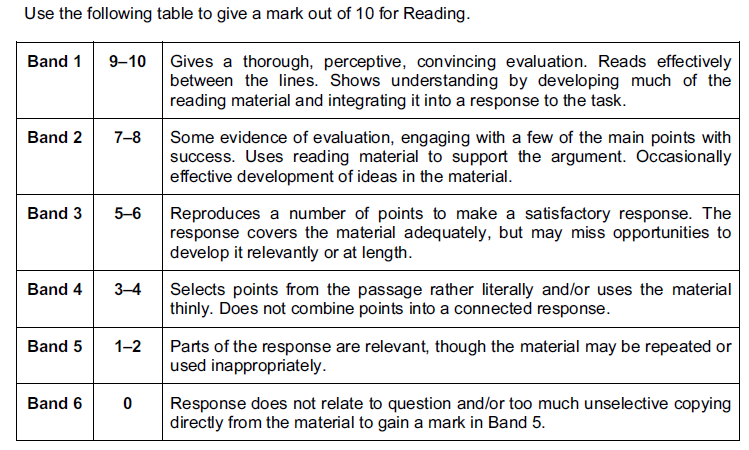 Use the following table to give a mark out of 10 for Reading.
Band 1 9–10 Gives a thorough, perceptive, convincing evaluation. Reads effectively
between the lines. Shows understanding by developing much of the
reading material and integrating it into a response to the task.
Band 2 7–8 Some evidence of evaluation, engaging with a few of the main points with
success. Uses reading material to support the argument. Occasionally
effective development of ideas in the material.
Band 3 5–6 Reproduces a number of points to make a satisfactory response. The
response covers the material adequately, but may miss opportunities to
develop it relevantly or at length.
Band 4 3–4 Selects points from the passage rather literally and/or uses the material
thinly. Does not combine points into a connected response.
Band 5 1–2 Parts of the response are relevant, though the material may be repeated or
used inappropriately.
Band 6 0 Response does not relate to question and/or too much unselective copying
directly from the material to gain a mark in Band 5.